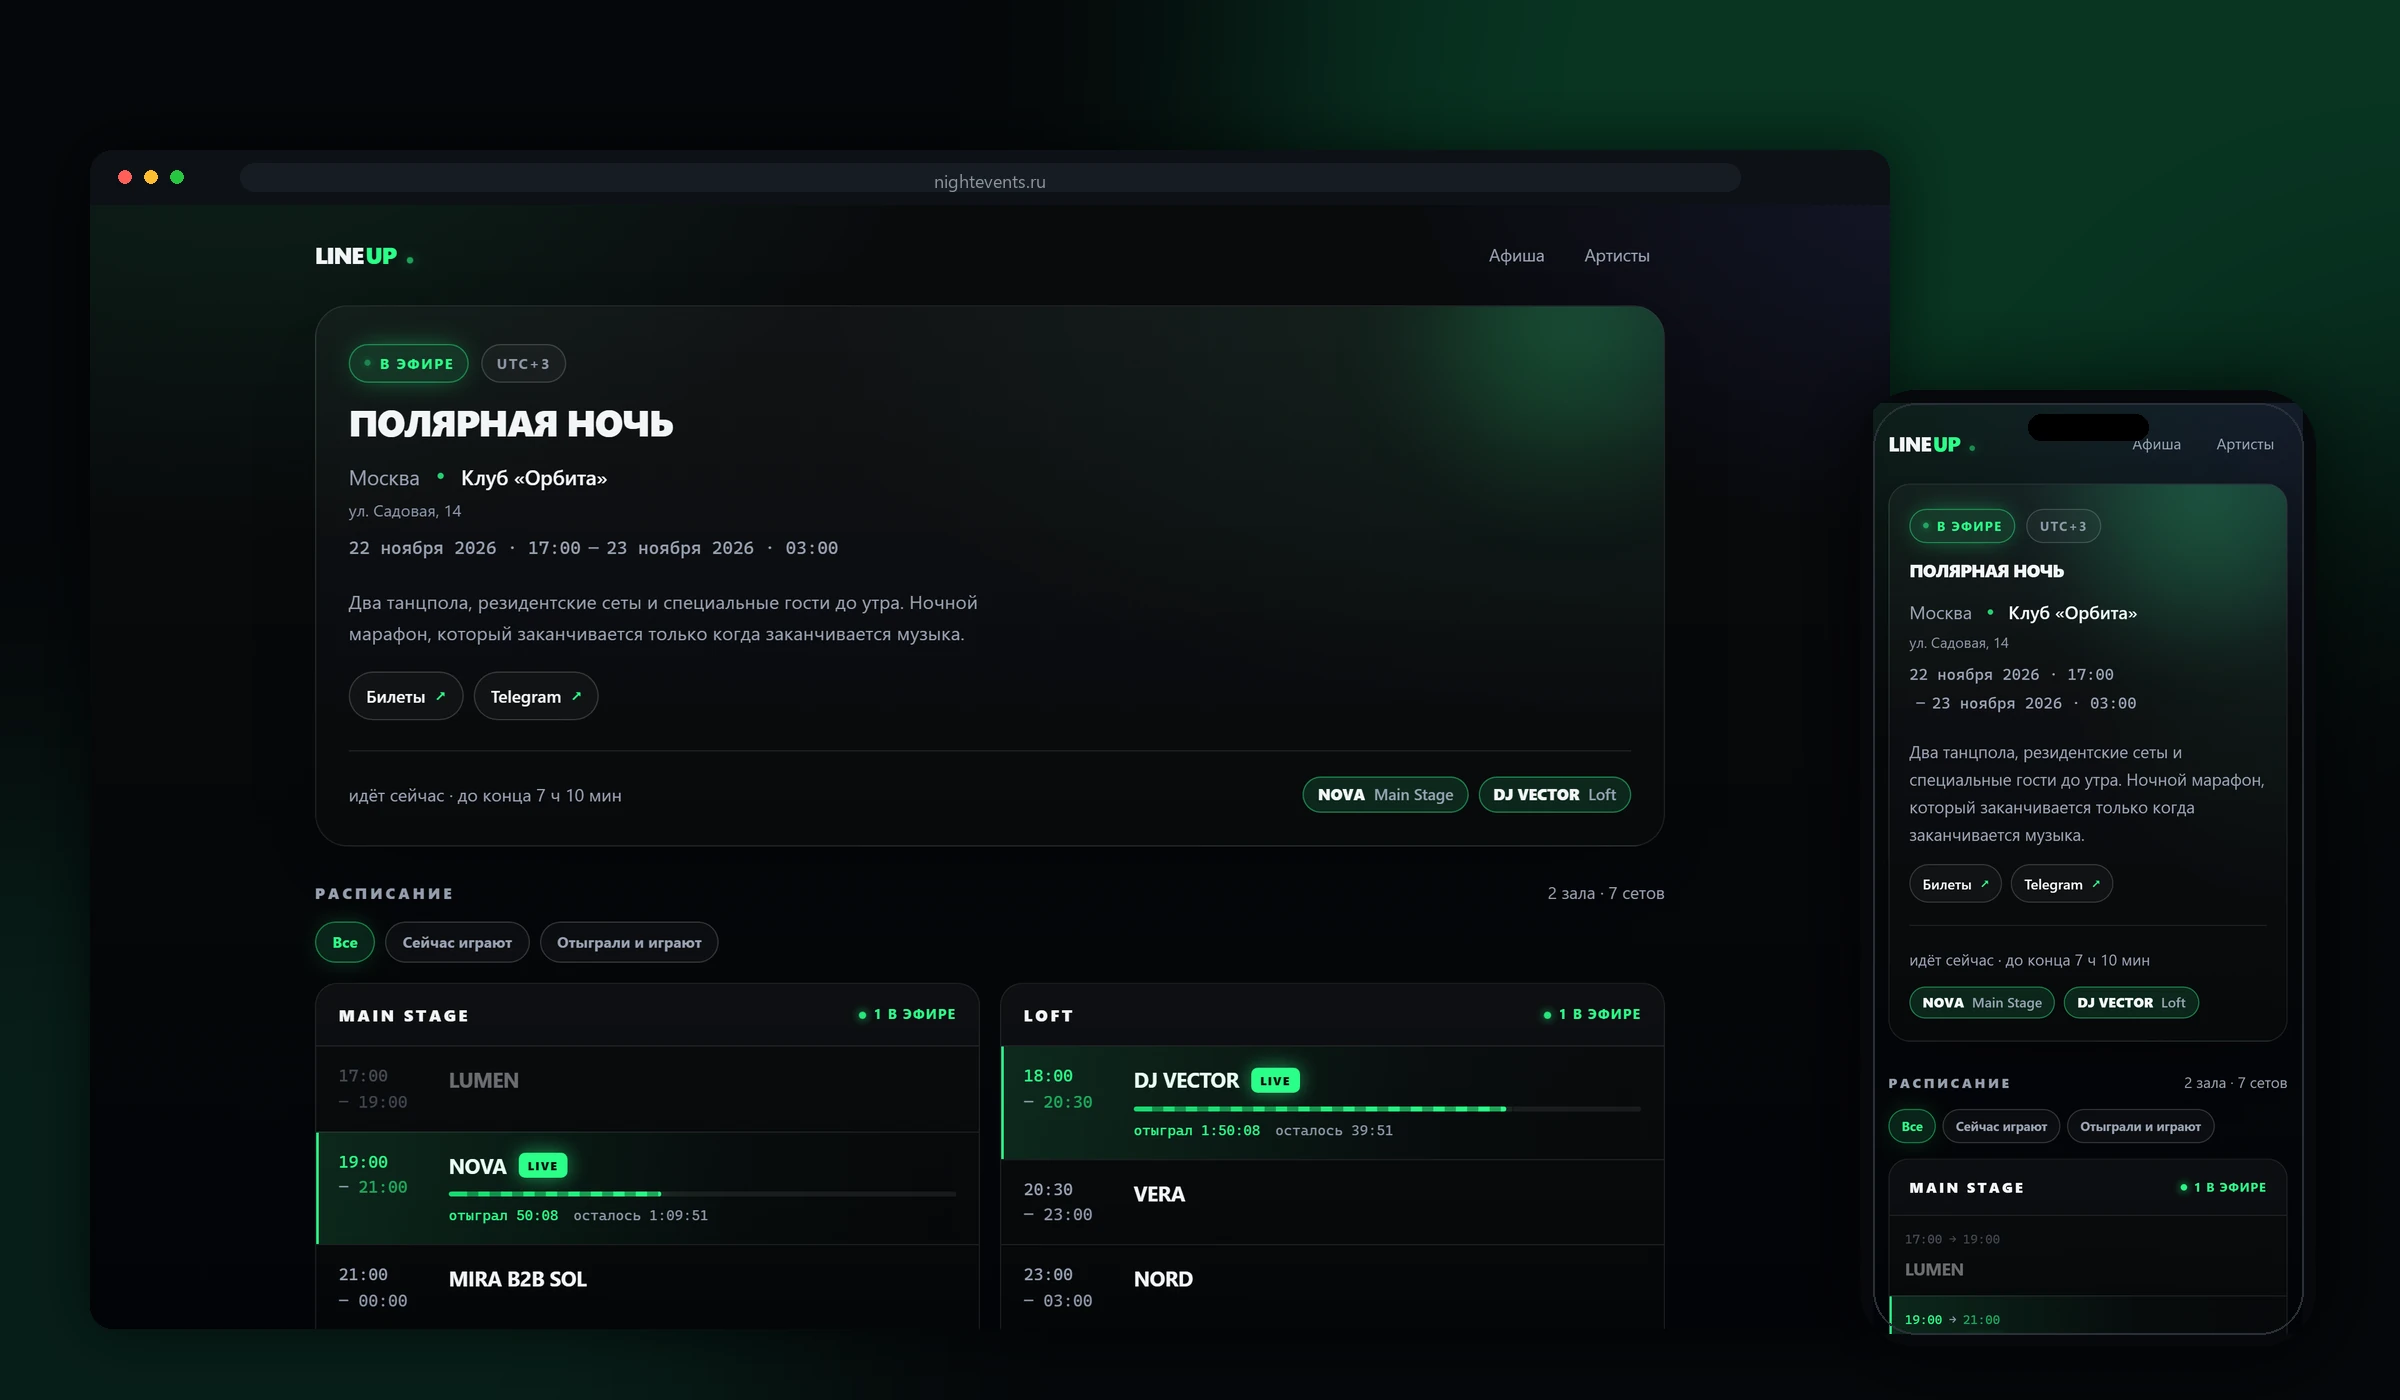 nightevents.ru
LINEUP
Афиша Артисты
В ЭФИРЕ UTC+3
ПОЛЯРНАЯ НОЧЬ
Москва • Клуб «Орбита»
ул. Садовая, 14
22 ноября 2026 · 17:00 — 23 ноября 2026 · 03:00
Два танцпола, резидентские сеты и специальные гости до утра. Ночной
марафон, который заканчивается только когда заканчивается музыка.
Билеты ↗ Telegram ↗
идёт сейчас · до конца 7 ч 10 мин
NOVA Main Stage DJ VECTOR Loft
РАСПИСАНИЕ
2 зала · 7 сетов
Все Сейчас играют Отыграли и играют
MAIN STAGE
1 В ЭФИРЕ
17:00
— 19:00
LUMEN
19:00
— 21:00
NOVA LIVE
отыграл 50:08 осталось 1:09:51
21:00
— 00:00
MIRA B2B SOL
LOFT
1 В ЭФИРЕ
18:00
— 20:30
DJ VECTOR LIVE
отыграл 1:50:08 осталось 39:51
20:30
— 23:00
VERA
23:00
— 03:00
NORD
LINEUP
Афиша Артисты
В ЭФИРЕ UTC+3
ПОЛЯРНАЯ НОЧЬ
Москва • Клуб «Орбита»
ул. Садовая, 14
22 ноября 2026 · 17:00
— 23 ноября 2026 · 03:00
Два танцпола, резидентские сеты и
специальные гости до утра. Ночной марафон,
который заканчивается только когда
заканчивается музыка.
Билеты ↗ Telegram ↗
идёт сейчас · до конца 7 ч 10 мин
NOVA Main Stage DJ VECTOR Loft
РАСПИСАНИЕ
2 зала · 7 сетов
Все Сейчас играют Отыграли и играют
MAIN STAGE
1 В ЭФИРЕ
17:00 → 19:00
LUMEN
19:00 → 21:00